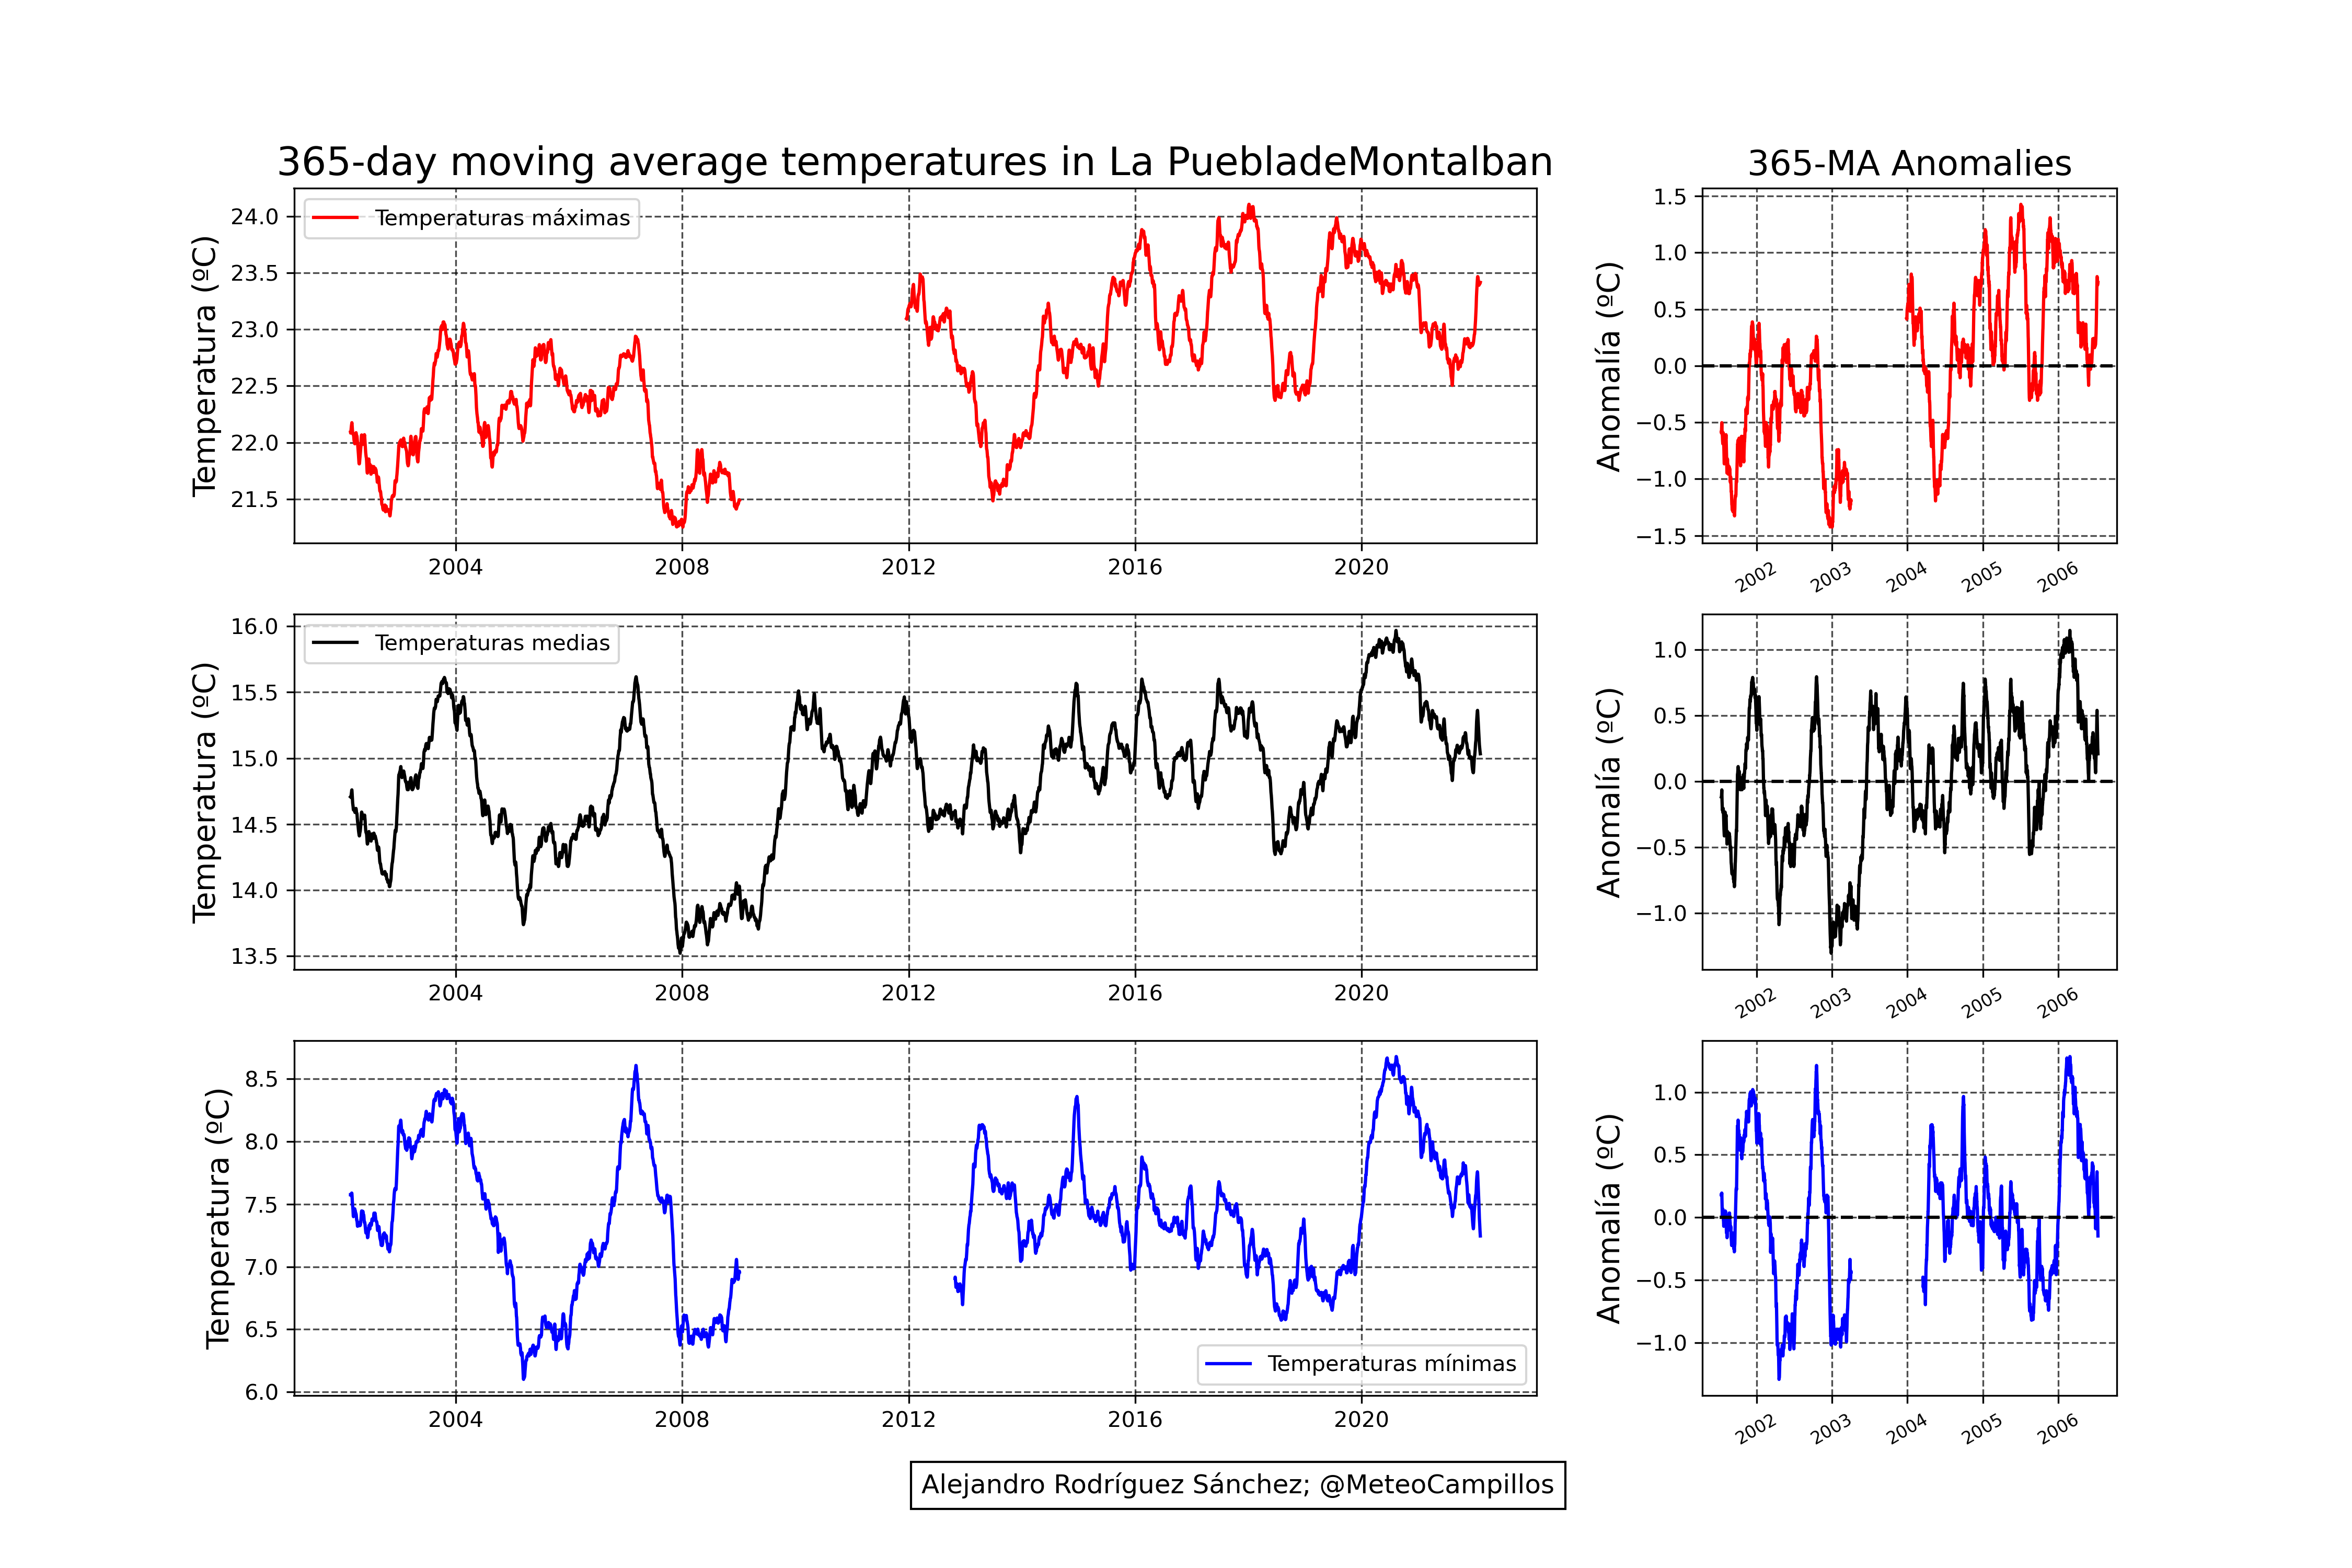 365-day moving average temperatures in La PuebladeMontalban
365-MA Anomalies
Temperatura (ºC)
24.0
23.5
23.0
22.5
22.0
21.5
Temperaturas máximas
2004 2008 2012 2016 2020
Anomalía (ºC)
1.5
1.0
0.5
0.0
−0.5
−1.0
−1.5
2002 2003 2004 2005 2006
Temperatura (ºC)
16.0
15.5
15.0
14.5
14.0
13.5
Temperaturas medias
2004 2008 2012 2016 2020
Anomalía (ºC)
1.0
0.5
0.0
−0.5
−1.0
2002 2003 2004 2005 2006
Temperatura (ºC)
8.5
8.0
7.5
7.0
6.5
6.0
Temperaturas mínimas
2004 2008 2012 2016 2020
Anomalía (ºC)
1.0
0.5
0.0
−0.5
−1.0
2002 2003 2004 2005 2006
Alejandro Rodríguez Sánchez; @MeteoCampillos